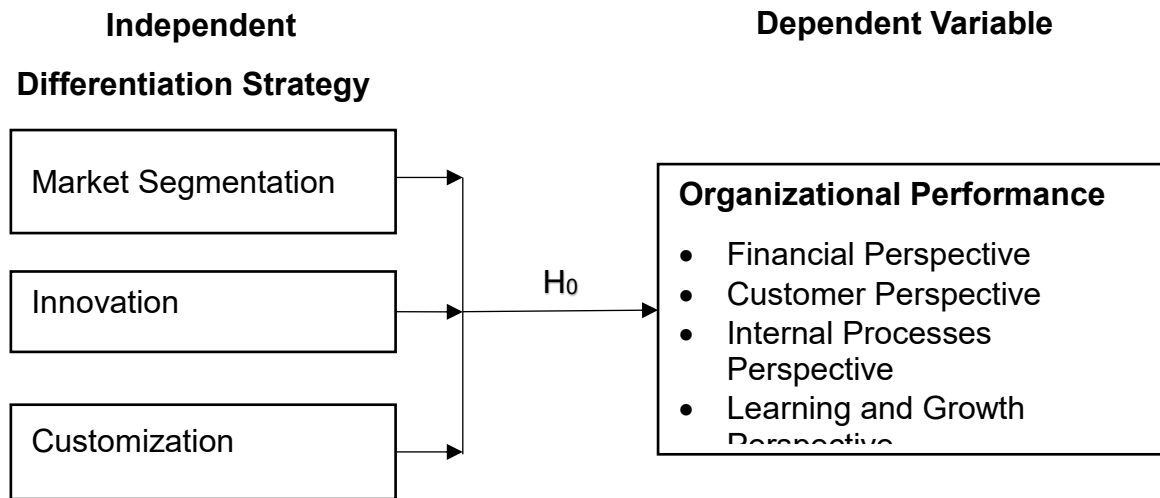 Independent
Differentiation Strategy
Dependent Variable
Market Segmentation
Innovation
Customization
H₀
Organizational Performance
• Financial Perspective
• Customer Perspective
• Internal Processes
Perspective
• Learning and Growth
Perspective